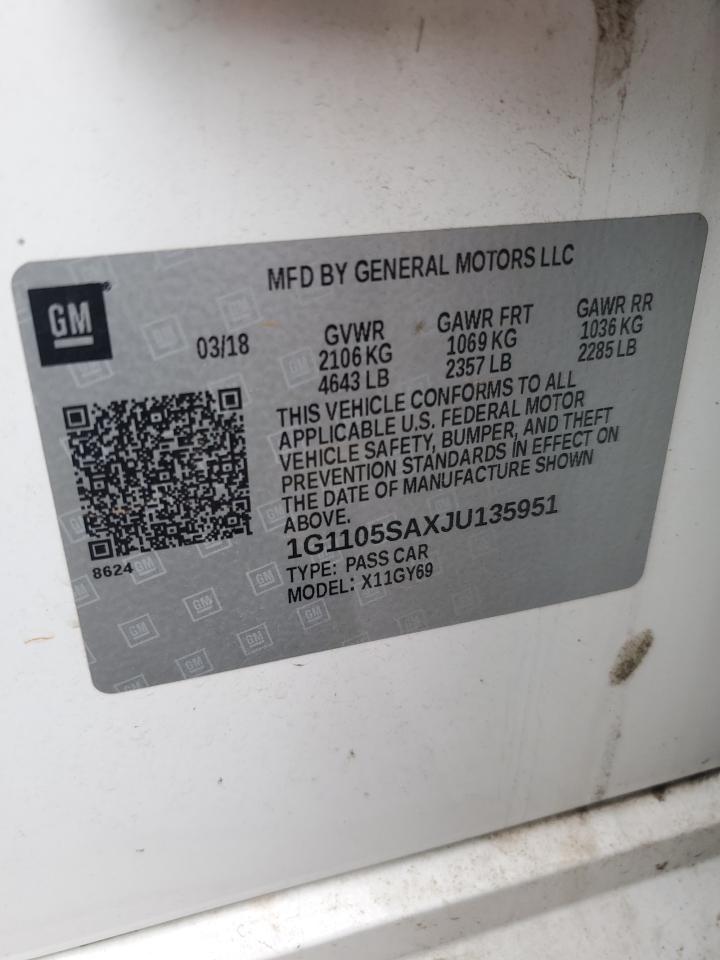 MFD BY GENERAL MOTORS LLC
GM
03/18
GVWR
2106 KG
4643 LB
GAWR FRT
1069 KG
2357 LB
GAWR RR
1036 KG
2285 LB
THIS VEHICLE CONFORMS TO ALL
APPLICABLE U.S. FEDERAL MOTOR
VEHICLE SAFETY, BUMPER, AND THEFT
PREVENTION STANDARDS IN EFFECT ON
THE DATE OF MANUFACTURE SHOWN
ABOVE.
8624
1G1105SAXJU135951
TYPE: PASS CAR
MODEL: X11GY69